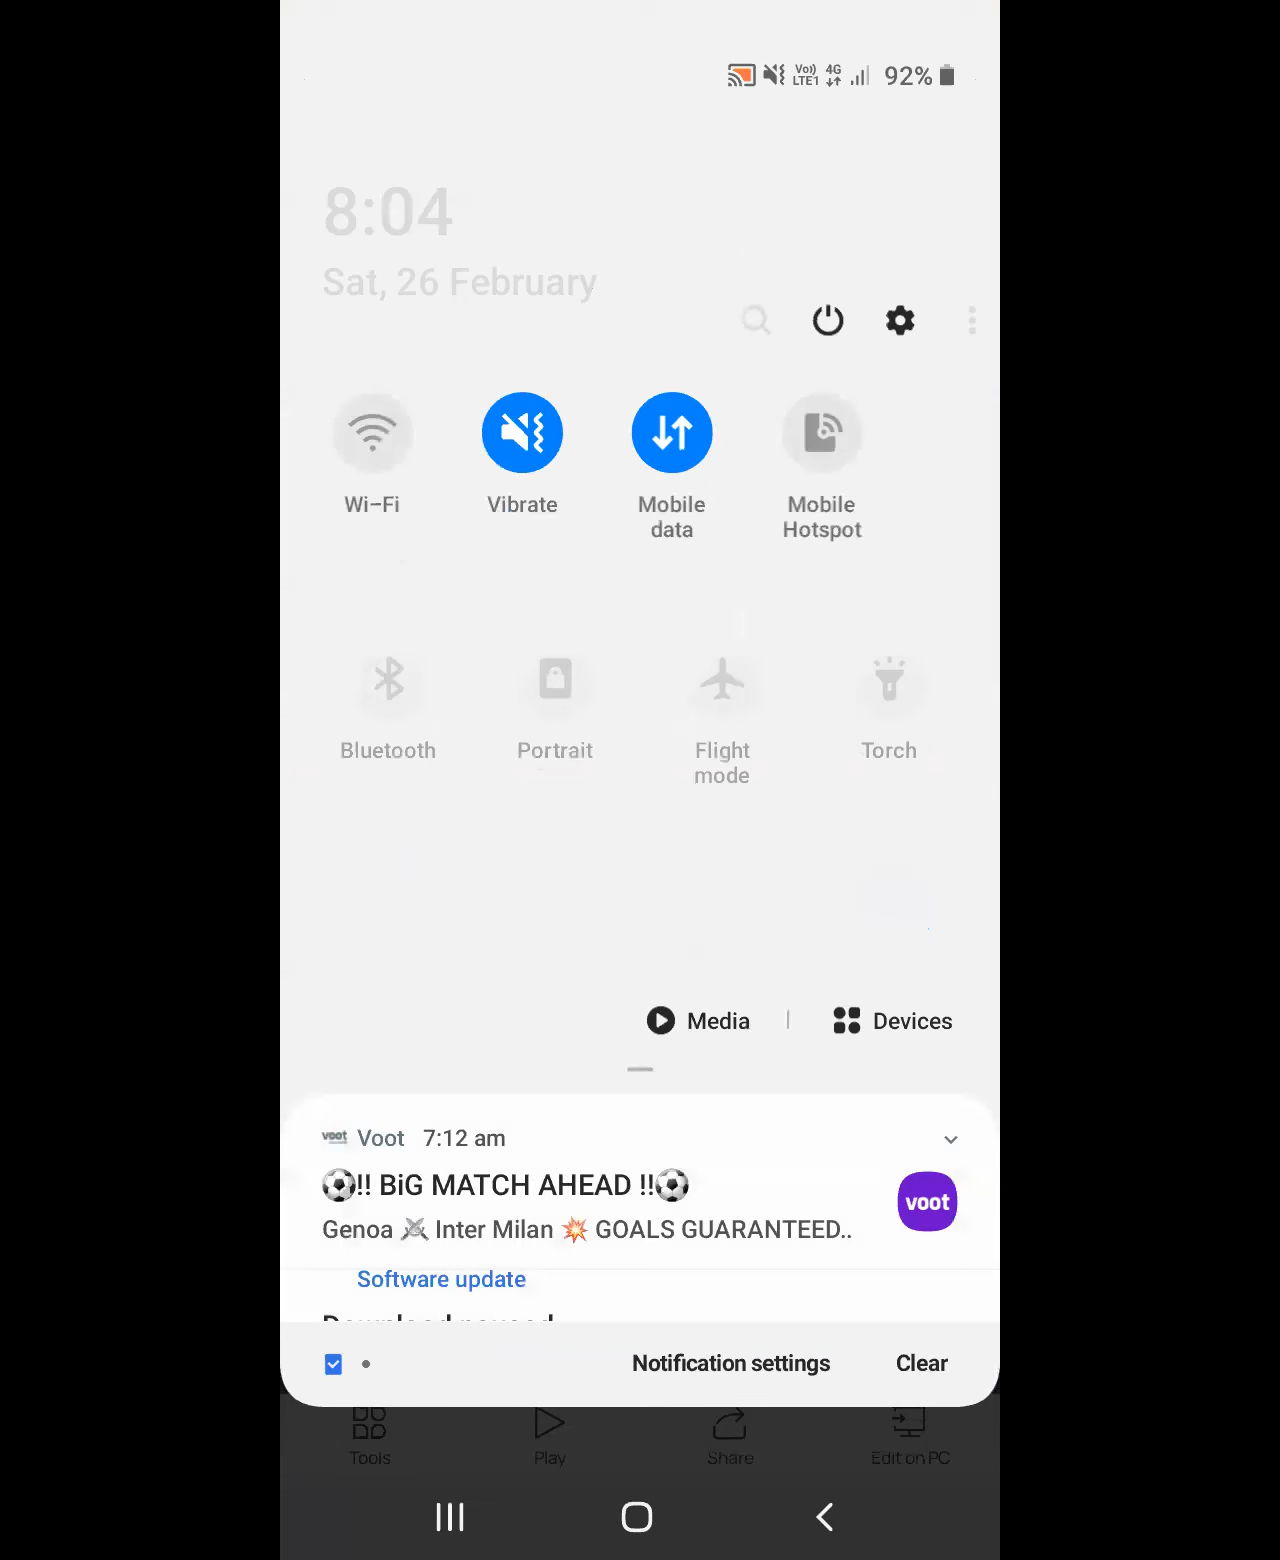 Vo))
LTE1
4G
92%
8:04
Sat, 26 February
Wi-Fi
Vibrate
Mobile
data
Mobile
Hotspot
Bluetooth
Portrait
Flight
mode
Torch
Media
Devices
voot Voot 7:12 am
⚽!! BiG MATCH AHEAD !!⚽
Genoa ⚔ Inter Milan 💥 GOALS GUARANTEED..
voot
Software update
Download paused
Notification settings
Clear
Tools
Play
Share
Edit on PC